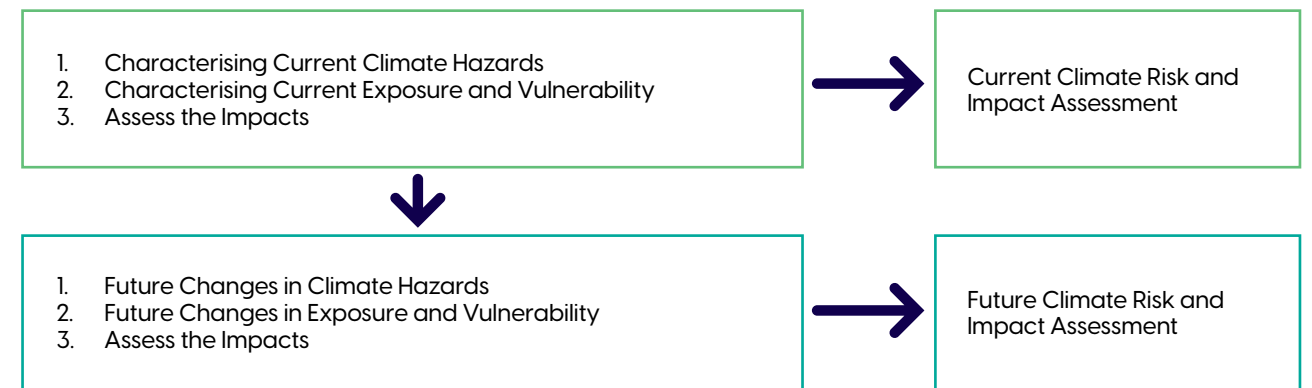 1. Characterising Current Climate Hazards
2. Characterising Current Exposure and Vulnerability
3. Assess the Impacts
Current Climate Risk and
Impact Assessment
1. Future Changes in Climate Hazards
2. Future Changes in Exposure and Vulnerability
3. Assess the Impacts
Future Climate Risk and
Impact Assessment